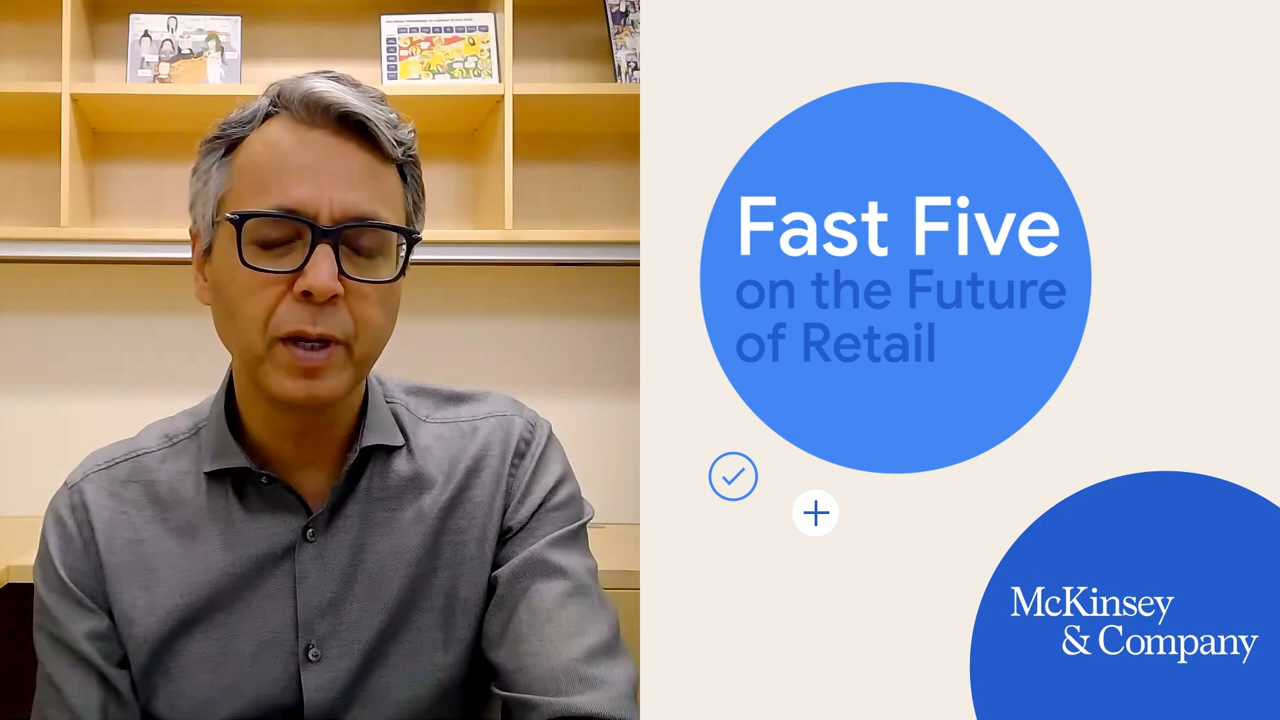 Fast Five
on the Future
of Retail
McKinsey
& Company